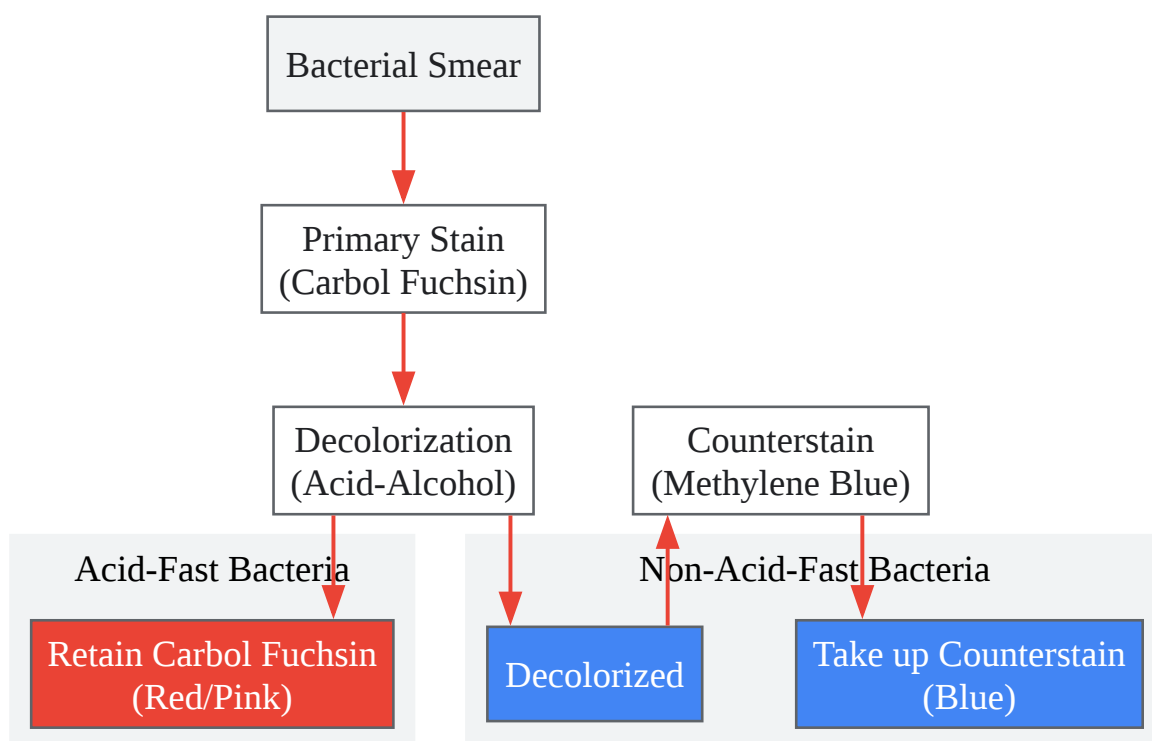 Bacterial Smear
Primary Stain
(Carbol Fuchsin)
Decolorization
(Acid-Alcohol)
Counterstain
(Methylene Blue)
Acid-Fast Bacteria
Non-Acid-Fast Bacteria
Retain Carbol Fuchsin
(Red/Pink)
Decolorized
Take up Counterstain
(Blue)